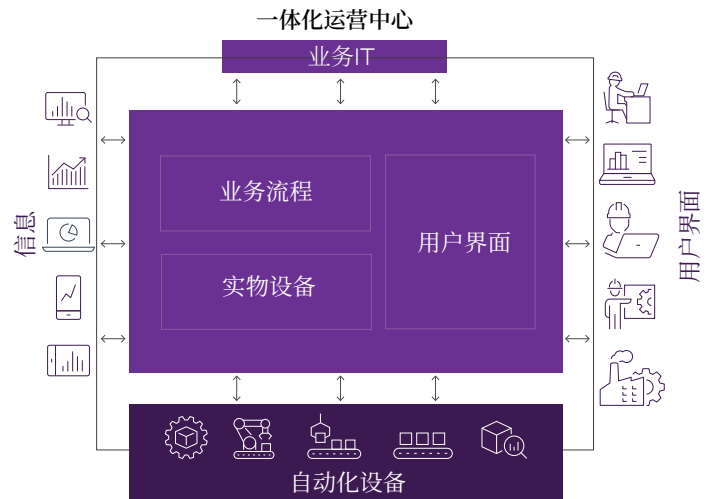 一体化运营中心
业务IT
业务流程
实物设备
用户界面
信息
用户界面
自动化设备